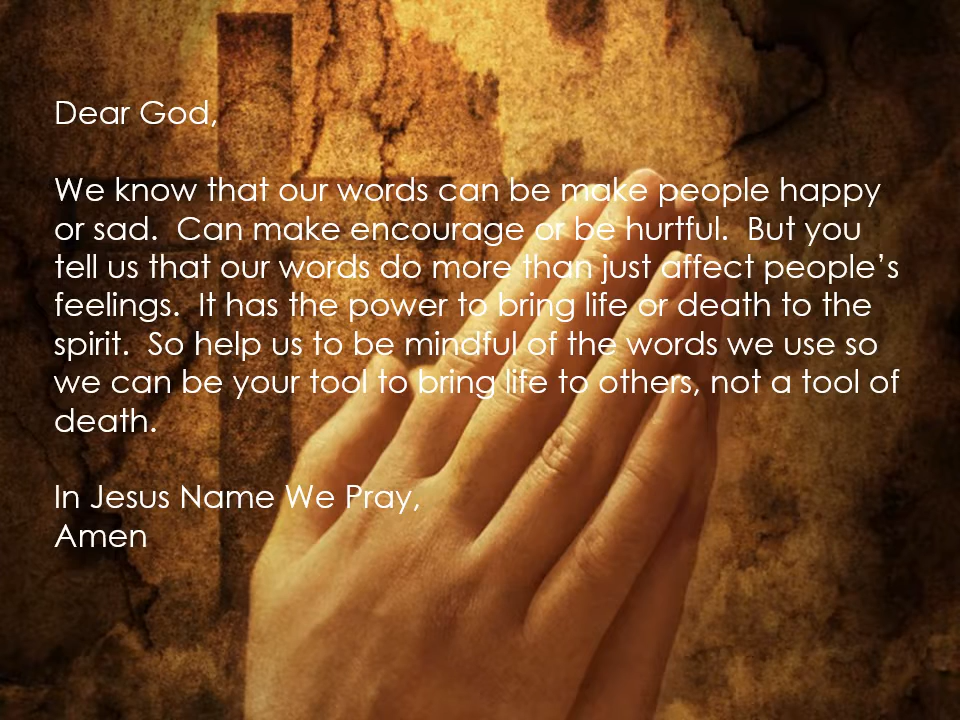 Dear God,
We know that our words can be make people happy
or sad.  Can make encourage or be hurtful.  But you
tell us that our words do more than just affect people’s
feelings.  It has the power to bring life or death to the
spirit.  So help us to be mindful of the words we use so
we can be your tool to bring life to others, not a tool of
death.
In Jesus Name We Pray,
Amen